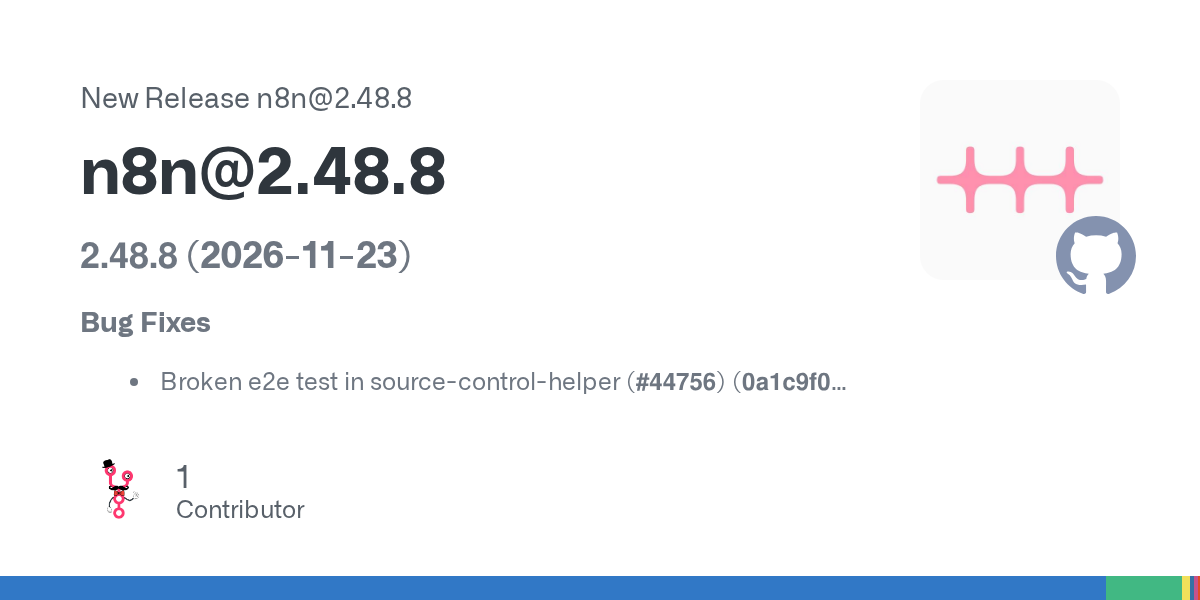 New Release n8n@2.48.8
n8n@2.48.8
2.48.8 (2026-11-23)
Bug Fixes
• Broken e2e test in source-control-helper (#44756) (0a1c9f0...
1
Contributor